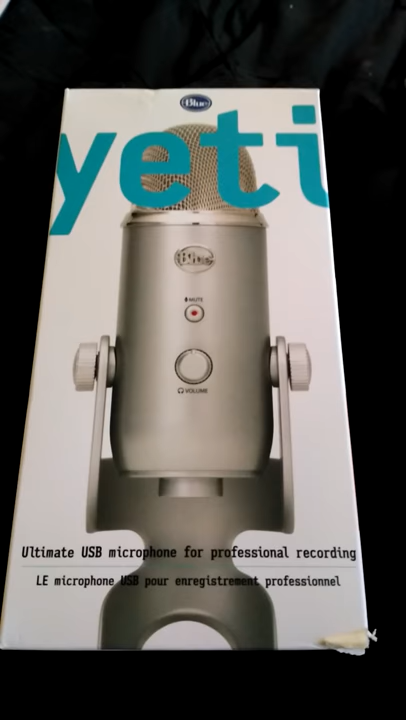 Blue
yeti
Blue
MUTE
VOLUME
Ultimate USB microphone for professional recording
LE microphone USB pour enregistrement professionnel